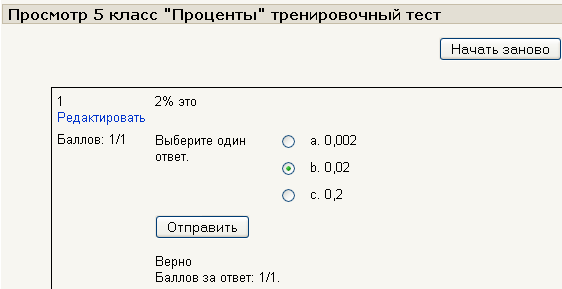 Просмотр 5 класс "Проценты" тренировочный тест
Начать заново
1
2% это
Редактировать
Баллов: 1/1
Выберите один
ответ.
a. 0,002
b. 0,02
c. 0,2
Отправить
Верно
Баллов за ответ: 1/1.